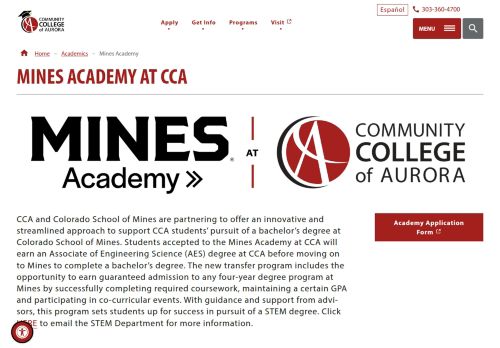 COMMUNITY
COLLEGE
OF AURORA
Apply
Get Info
Programs
Visit
Español
303-360-4700
MENU
Home – Academics – Mines Academy
MINES ACADEMY AT CCA
MINES®
Academy
AT
COMMUNITY
COLLEGE
of AURORA
CCA and Colorado School of Mines are partnering to offer an innovative and
streamlined approach to support CCA students' pursuit of a bachelor's degree at
Colorado School of Mines. Students accepted to the Mines Academy at CCA will
earn an Associate of Engineering Science (AES) degree at CCA before moving on
to Mines to complete a bachelor's degree. The new transfer program includes the
opportunity to earn guaranteed admission to any four-year degree program at
Mines by successfully completing required coursework, maintaining a certain GPA
and participating in co-curricular events. With guidance and support from advi-
sors, this program sets students up for success in pursuit of a STEM degree. Click
HERE to email the STEM Department for more information.
Academy Application
Form